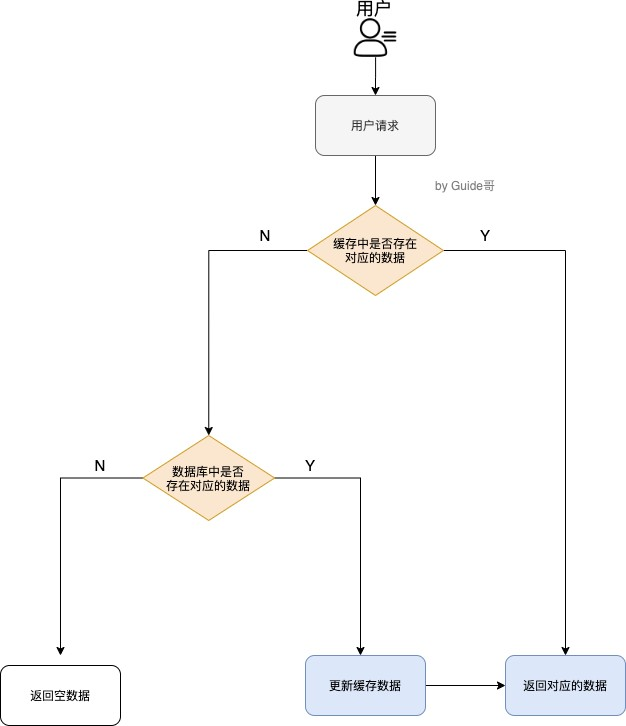 用户
用户请求
by Guide哥
缓存中是否存在
对应的数据
N
Y
数据库中是否
存在对应的数据
N
Y
返回空数据
更新缓存数据
返回对应的数据